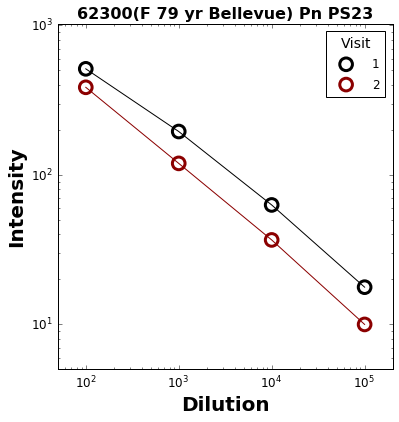 62300(F 79 yr Bellevue) Pn PS23
Visit
1
2
Intensity
10³
10²
10¹
10² 10³ 10⁴ 10⁵
Dilution